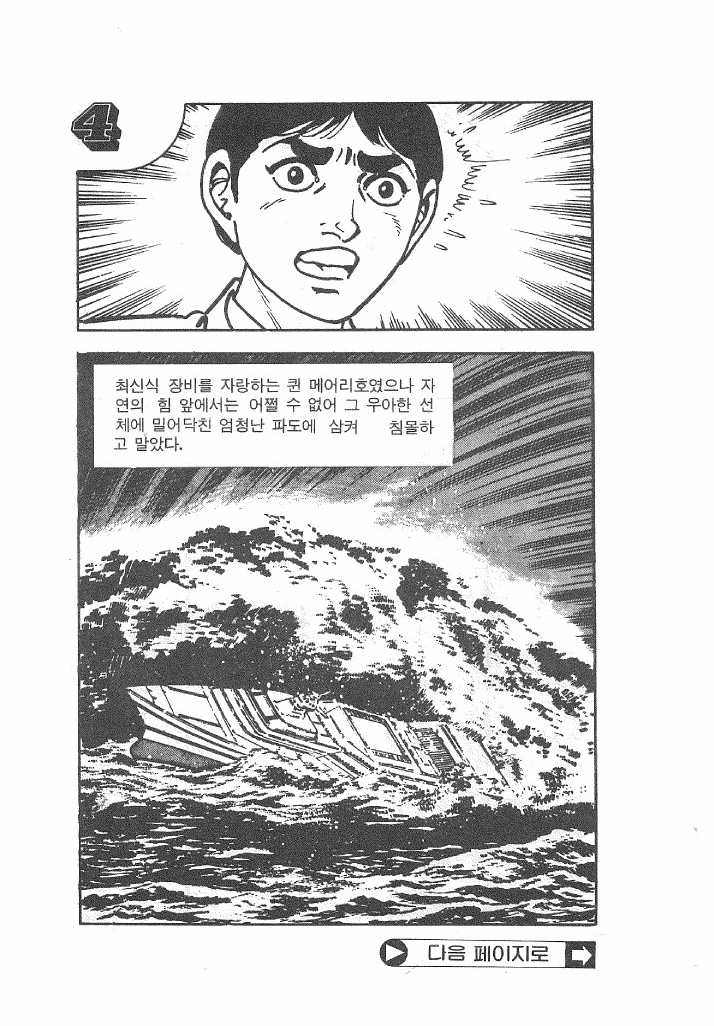 4
최신식 장비를 자랑하는 퀸 메어리호였으나 자
연의 힘 앞에서는 어쩔 수 없어 그 우아한 선
체에 밀어닥친 엄청난 파도에 삼켜 침몰하
고 말았다.
다음 페이지로